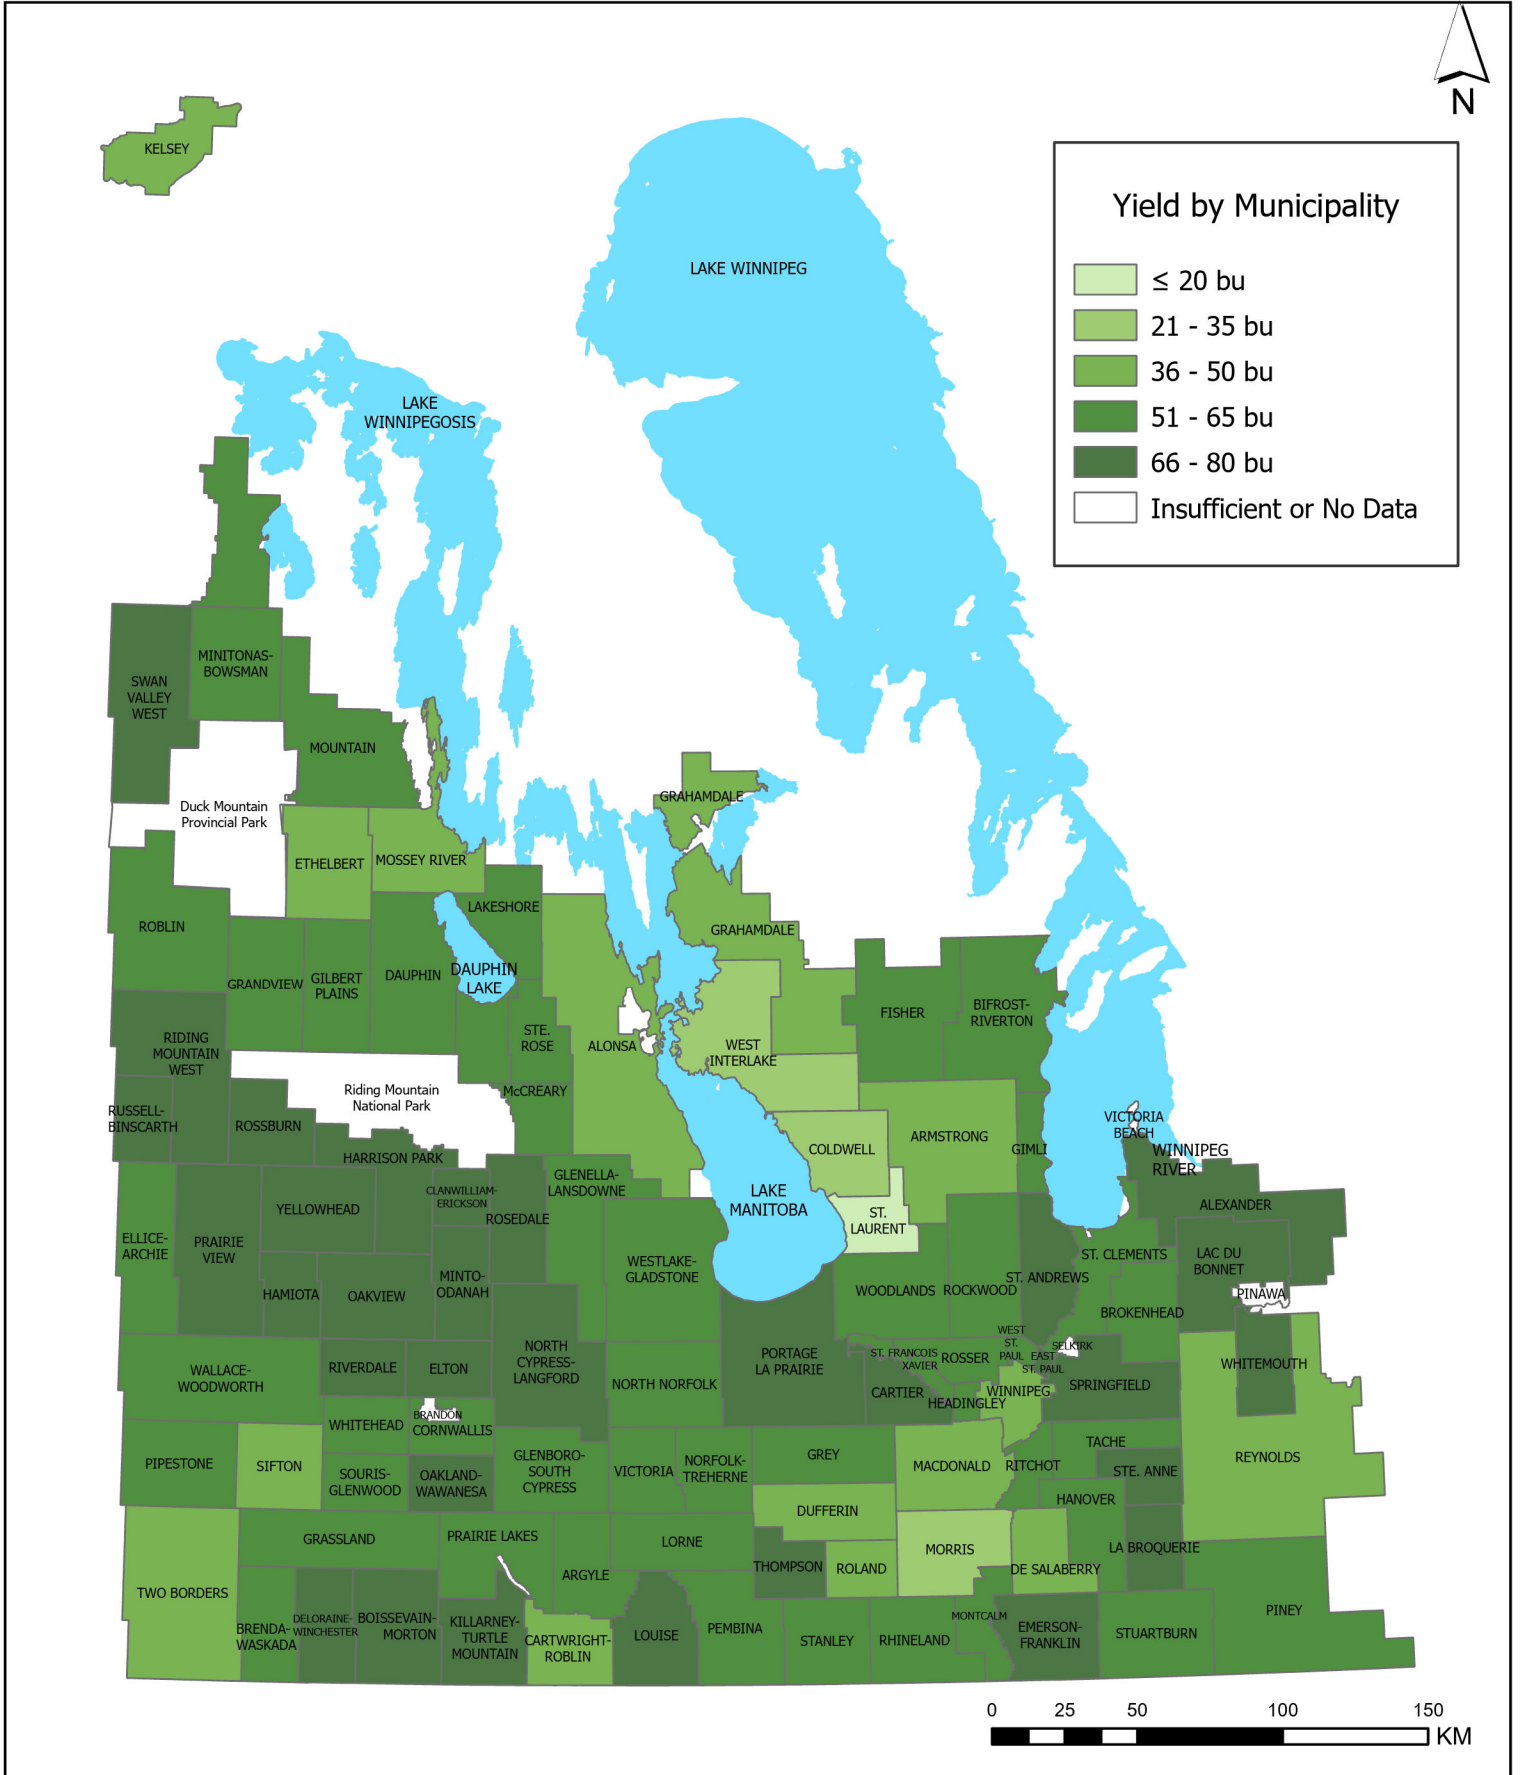 N
KELSEY
Yield by Municipality
≤ 20 bu
21 - 35 bu
36 - 50 bu
51 - 65 bu
66 - 80 bu
Insufficient or No Data
LAKE WINNIPEG
LAKE
WINNIPEGOSIS
MINITONAS-
BOWSMAN
SWAN
VALLEY
WEST
MOUNTAIN
Duck Mountain
Provincial Park
GRAHAMDALE
ETHELBERT
MOSSEY RIVER
LAKESHORE
ROBLIN
GRAHAMDALE
GRANDVIEW
GILBERT
PLAINS
DAUPHIN
DAUPHIN
LAKE
FISHER
BIFROST-
RIVERTON
RIDING
MOUNTAIN
WEST
STE.
ROSE
ALONSA
WEST
INTERLAKE
Riding Mountain
National Park
McCREARY
RUSSELL-
BINSCARTH
ROSSBURN
VICTORIA
BEACH
HARRISON PARK
COLDWELL
ARMSTRONG
GIMLI
WINNIPEG
RIVER
GLENELLA-
LANSDOWNE
CLANWILLIAM-
ERICKSON
LAKE
MANITOBA
ALEXANDER
YELLOWHEAD
ROSEDALE
ST.
LAURENT
ELLICE-
ARCHIE
PRAIRIE
VIEW
WESTLAKE-
GLADSTONE
ST. CLEMENTS
LAC DU
BONNET
MINTO-
ODANAH
HAMIOTA
OAKVIEW
WOODLANDS
ROCKWOOD
ST. ANDREWS
PINAWA
BROKENHEAD
WALLACE-
WOODWORTH
RIVERDALE
ELTON
NORTH
CYPRESS-
LANGFORD
NORTH NORFOLK
PORTAGE
LA PRAIRIE
ST. FRANCOIS
XAVIER
ROSSER
WEST
ST.
PAUL
EAST
ST. PAUL
SELKIRK
WHITEMOUTH
CARTIER
HEADINGLEY
WINNIPEG
SPRINGFIELD
BRANDON
WHITEHEAD
CORNWALLIS
PIPESTONE
SIFTON
SOURIS-
GLENWOOD
OAKLAND-
WAWANESA
GLENBORO-
SOUTH
CYPRESS
VICTORIA
NORFOLK-
TREHERNE
GREY
MACDONALD
RITCHOT
TACHE
STE. ANNE
REYNOLDS
HANOVER
DUFFERIN
GRASSLAND
PRAIRIE LAKES
LORNE
MORRIS
LA BROQUERIE
THOMPSON
ROLAND
DE SALABERRY
TWO BORDERS
ARGYLE
BRENDA-
WASKADA
DELORAINE-
WINCHESTER
BOISSEVAIN-
MORTON
KILLARNEY-
TURTLE
MOUNTAIN
CARTWRIGHT-
ROBLIN
LOUISE
PEMBINA
STANLEY
RHINELAND
MONTCALM
EMERSON-
FRANKLIN
STUARTBURN
PINEY
0 25 50 100 150
KM